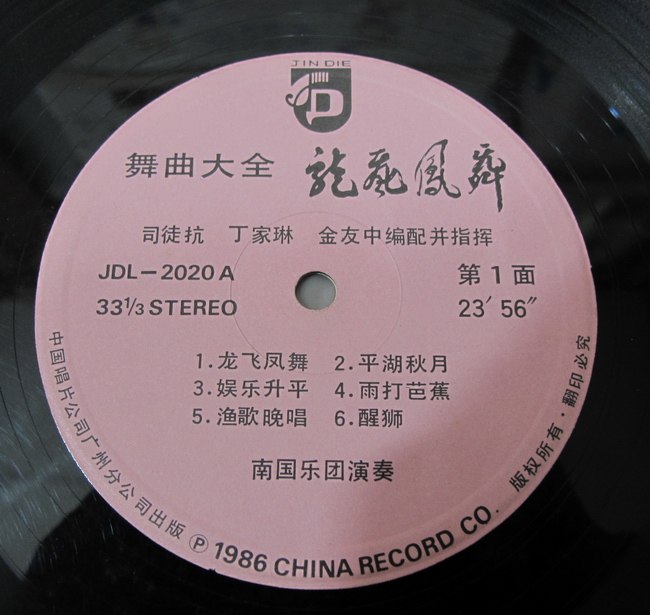 JIN DIE
D
舞曲大全 龍飛鳳舞
司徒抗 丁家琳 金友中编配并指挥
JDL-2020A 第1面
33⅓ STEREO 23′ 56″
1.龙飞凤舞 2.平湖秋月
3.娱乐升平 4.雨打芭蕉
5.渔歌晚唱 6.醒狮
南国乐团演奏
中国唱片公司广州分公司出版 Ⓟ 1986 CHINA RECORD CO. 版权所有·翻印必究